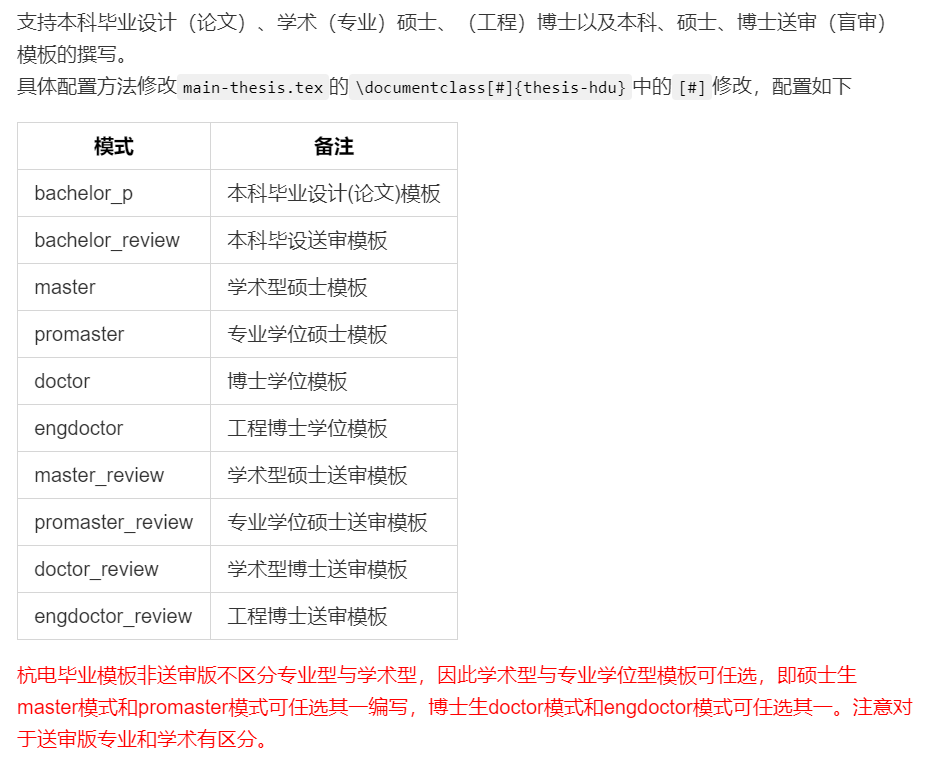 支持本科毕业设计（论文）、学术（专业）硕士、（工程）博士以及本科、硕士、博士送审（盲审）
模板的撰写。
具体配置方法修改 main-thesis.tex 的 \documentclass[#]{thesis-hdu} 中的 [#] 修改，配置如下
模式 备注
bachelor_p 本科毕业设计(论文)模板
bachelor_review 本科毕设送审模板
master 学术型硕士模板
promaster 专业学位硕士模板
doctor 博士学位模板
engdoctor 工程博士学位模板
master_review 学术型硕士送审模板
promaster_review 专业学位硕士送审模板
doctor_review 学术型博士送审模板
engdoctor_review 工程博士送审模板
杭电毕业模板非送审版不区分专业型与学术型，因此学术型与专业学位型模板可任选，即硕士生
master模式和promaster模式可任选其一编写，博士生doctor模式和engdoctor模式可任选其一。注意对
于送审版专业和学术有区分。